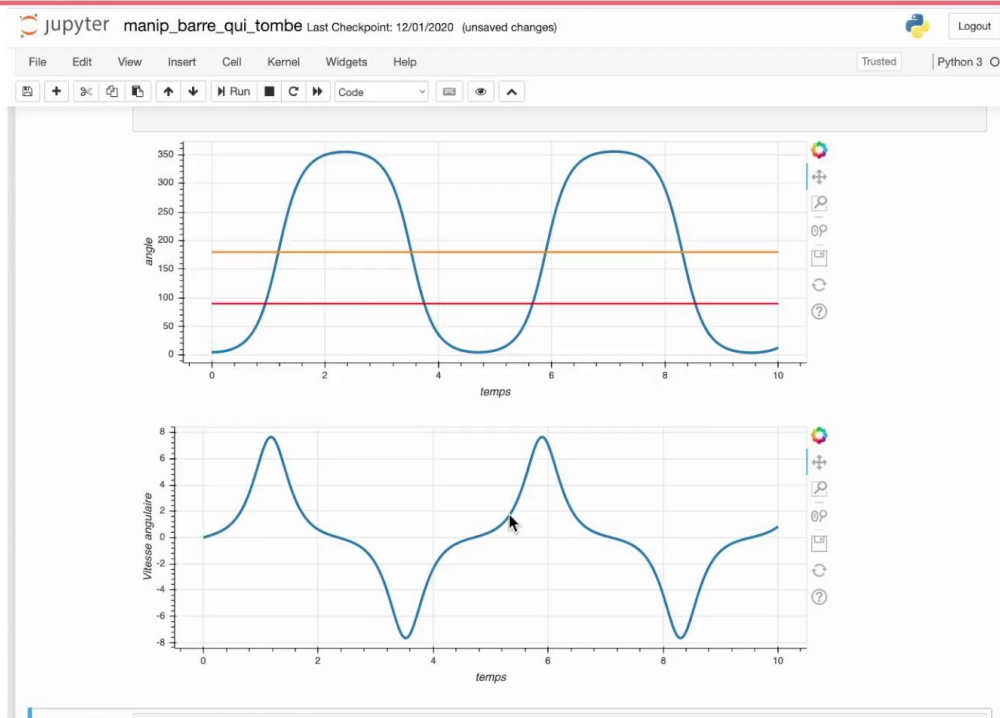 jupyter manip_barre_qui_tombe Last Checkpoint: 12/01/2020 (unsaved changes) Logout
File Edit View Insert Cell Kernel Widgets Help Trusted Python 3
Run Code
350
300
250
200
150
100
50
0
angle
0 2 4 6 8 10
temps
8
6
4
2
0
-2
-4
-6
-8
Vitesse angulaire
0 2 4 6 8 10
temps